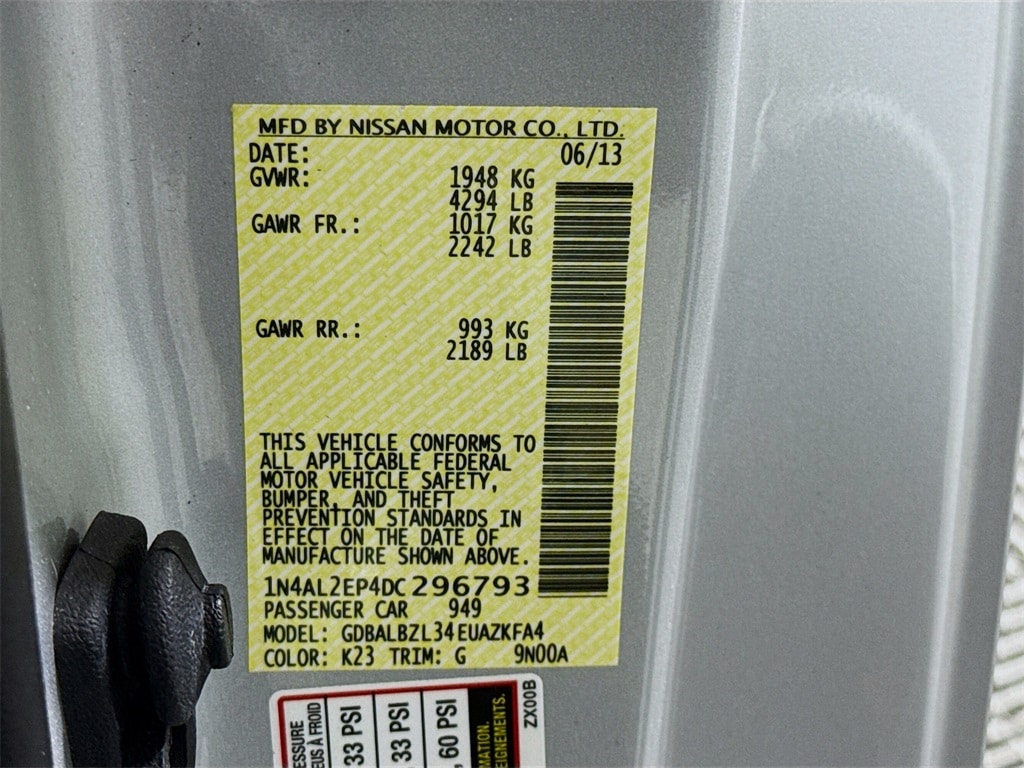 MFD BY NISSAN MOTOR CO., LTD.
DATE: 06/13
GVWR: 1948 KG
4294 LB
GAWR FR.: 1017 KG
2242 LB
GAWR RR.: 993 KG
2189 LB
THIS VEHICLE CONFORMS TO
ALL APPLICABLE FEDERAL
MOTOR VEHICLE SAFETY,
BUMPER, AND THEFT
PREVENTION STANDARDS IN
EFFECT ON THE DATE OF
MANUFACTURE SHOWN ABOVE.
1N4AL2EP4DC296793
PASSENGER CAR 949
MODEL: GDBALBZL34EUAZKFA4
COLOR: K23 TRIM: G 9N00A
À FROID
33 PSI
33 PSI
60 PSI
ZX00B